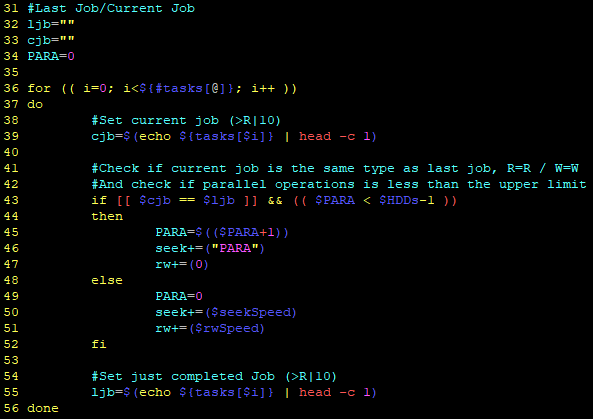 31 #Last Job/Current Job
32 ljb=""
33 cjb=""
34 PARA=0
35
36 for (( i=0; i<${#tasks[@]}; i++ ))
37 do
38         #Set current job (>R|10)
39         cjb=$(echo ${tasks[$i]} | head -c 1)
40
41         #Check if current job is the same type as last job, R=R / W=W
42         #And check if parallel operations is less than the upper limit
43         if [[ $cjb == $ljb ]] && (( $PARA < $HDDs-1 ))
44         then
45                 PARA=$(($PARA+1))
46                 seek+=("PARA")
47                 rw+=(0)
48         else
49                 PARA=0
50                 seek+=($seekSpeed)
51                 rw+=($rwSpeed)
52         fi
53
54         #Set just completed Job (>R|10)
55         ljb=$(echo ${tasks[$i]} | head -c 1)
56 done